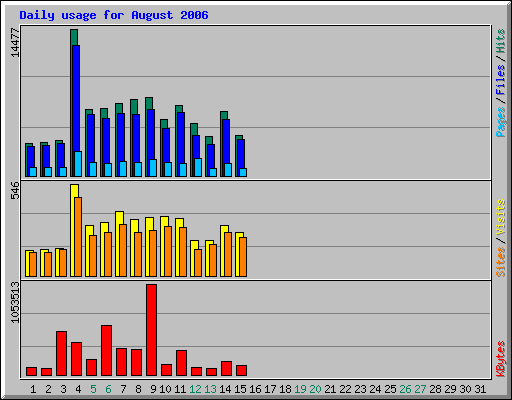 Daily usage for August 2006
14477
546
1053513
Pages / Files / Hits
Sites / Visits
KBytes
1 2 3 4 5 6 7 8 9 10 11 12 13 14 15 16 17 18 19 20 21 22 23 24 25 26 27 28 29 30 31